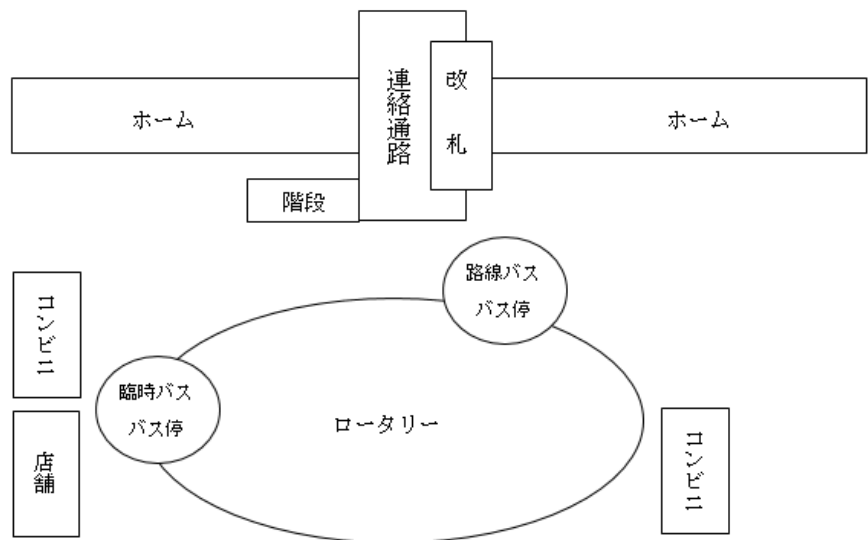 連絡通路
改札
ホーム
ホーム
階段
路線バス
バス停
コンビニ
臨時バス
バス停
ロータリー
店舗
コンビニ